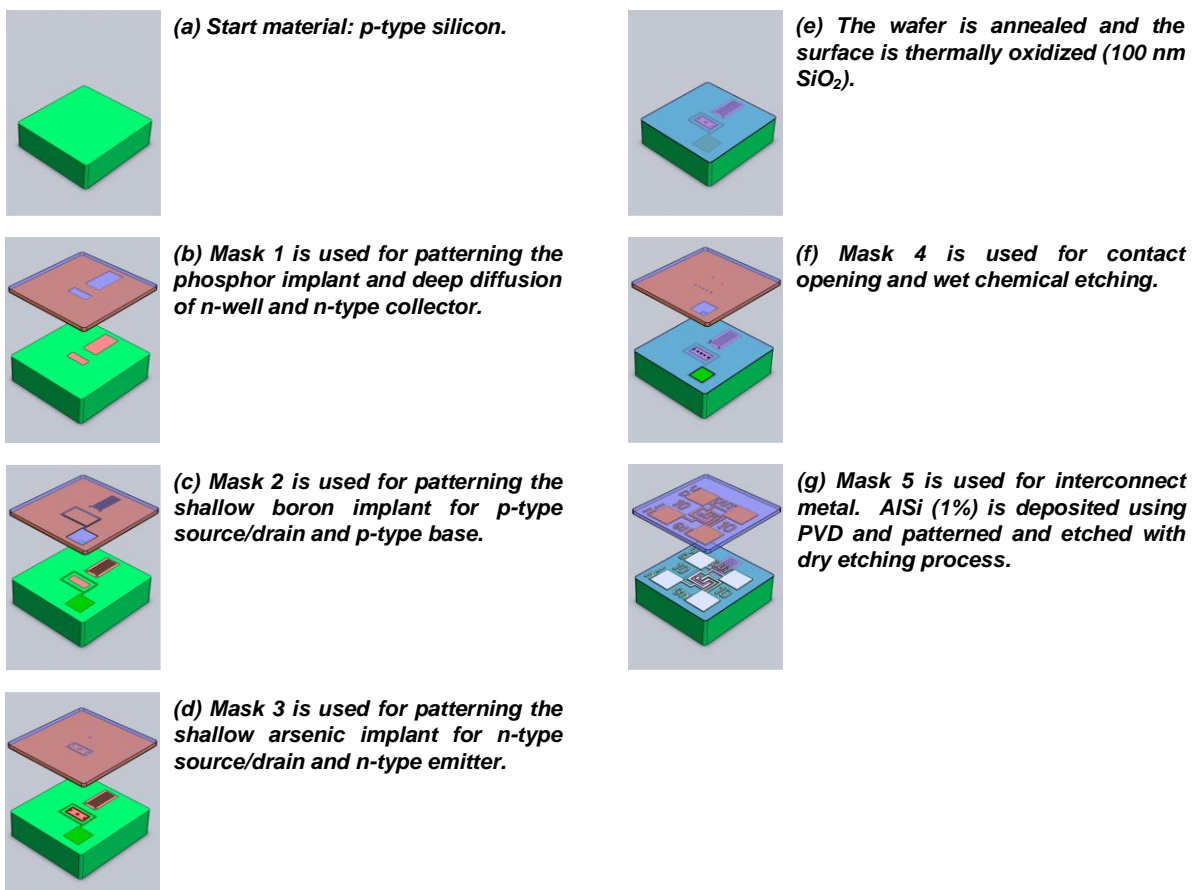 (a) Start material: p-type silicon.
(b) Mask 1 is used for patterning the
phosphor implant and deep diffusion
of n-well and n-type collector.
(c) Mask 2 is used for patterning the
shallow boron implant for p-type
source/drain and p-type base.
(d) Mask 3 is used for patterning the
shallow arsenic implant for n-type
source/drain and n-type emitter.
(e) The wafer is annealed and the
surface is thermally oxidized (100 nm
SiO₂).
(f) Mask 4 is used for contact
opening and wet chemical etching.
(g) Mask 5 is used for interconnect
metal. AlSi (1%) is deposited using
PVD and patterned and etched with
dry etching process.